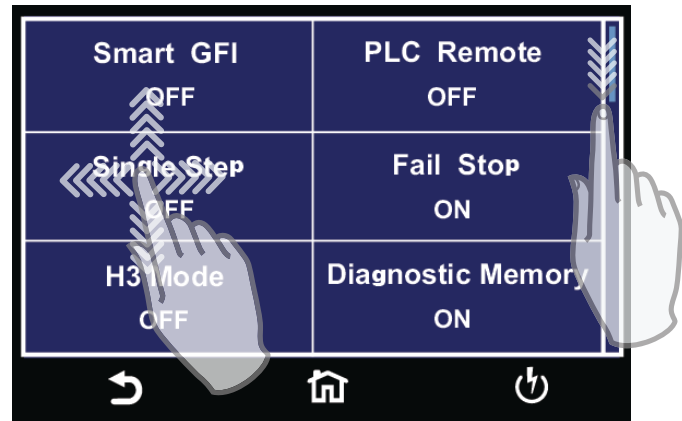 Smart GFI
OFF
PLC Remote
OFF
Single Step
OFF
Fail Stop
ON
H3 Mode
OFF
Diagnostic Memory
ON